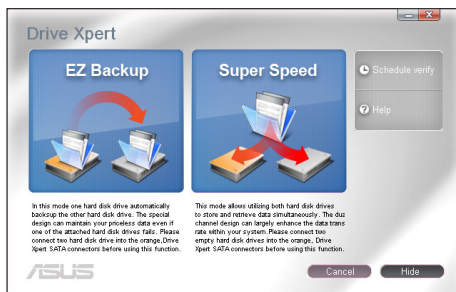 Drive Xpert
EZ Backup
Super Speed
Schedule verify
Help
In this mode one hard disk drive automatically
backsup the other hard disk drive. The special
design can maintain your priceless data even if
one of the attached hard disk drives fails. Please
connect two hard disk drive into the orange, Drive
Xpert SATA connectors before using this function.
This mode allows utilizing both hard disk drives
to store and retrieve data simultaneously. The dua
channel design can largely enhance the data trans
rate within your system. Please connect two
empty hard disk drives into the orange, Drive
Xpert SATA connectors before using this function.
ASUS
Cancel
Hide